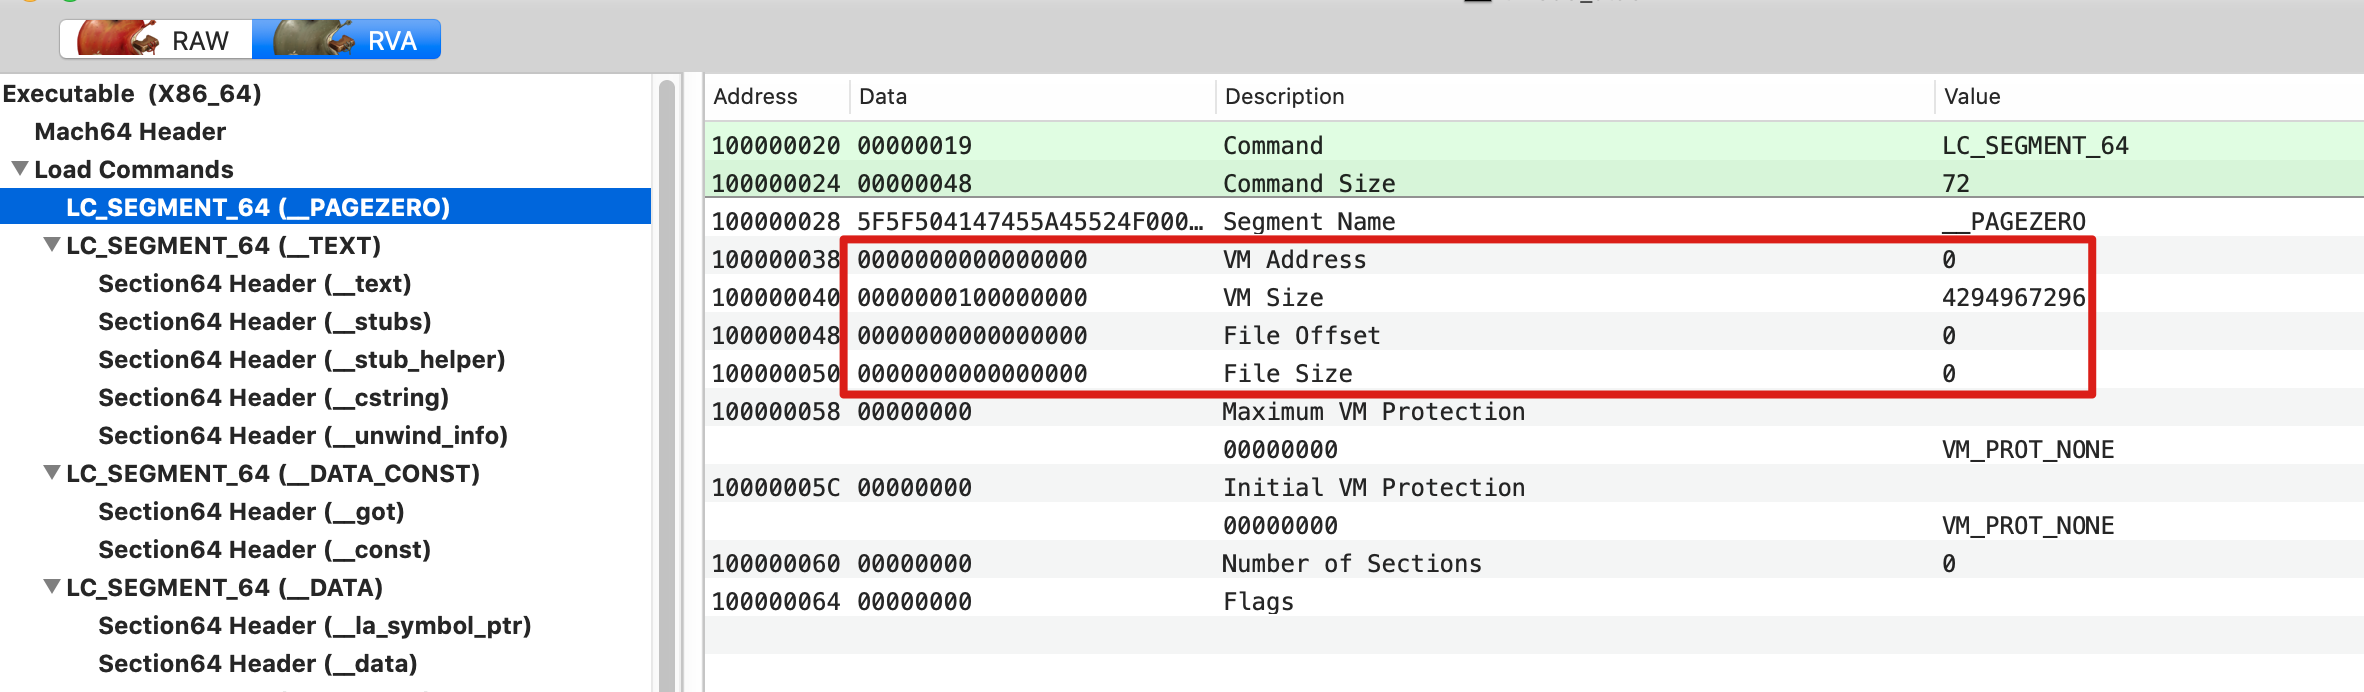 RAW RVA
Executable (X86_64)
Mach64 Header
Load Commands
LC_SEGMENT_64 (__PAGEZERO)
LC_SEGMENT_64 (__TEXT)
Section64 Header (__text)
Section64 Header (__stubs)
Section64 Header (__stub_helper)
Section64 Header (__cstring)
Section64 Header (__unwind_info)
LC_SEGMENT_64 (__DATA_CONST)
Section64 Header (__got)
Section64 Header (__const)
LC_SEGMENT_64 (__DATA)
Section64 Header (__la_symbol_ptr)
Section64 Header (__data)
Address Data Description Value
100000020 00000019 Command LC_SEGMENT_64
100000024 00000048 Command Size 72
100000028 5F5F504147455A45524F000… Segment Name __PAGEZERO
100000038 0000000000000000 VM Address 0
100000040 0000000100000000 VM Size 4294967296
100000048 0000000000000000 File Offset 0
100000050 0000000000000000 File Size 0
100000058 00000000 Maximum VM Protection
00000000 VM_PROT_NONE
10000005C 00000000 Initial VM Protection
00000000 VM_PROT_NONE
100000060 00000000 Number of Sections 0
100000064 00000000 Flags